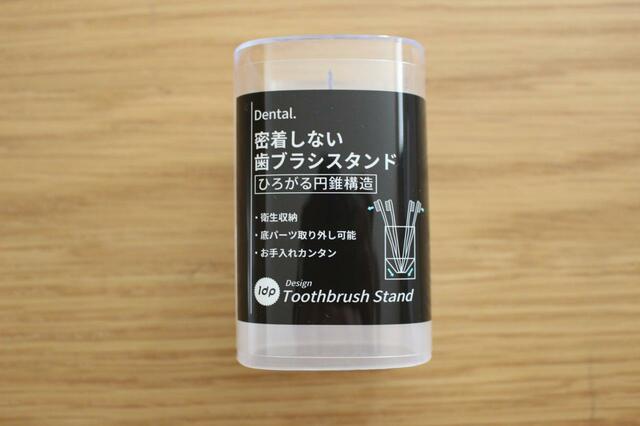 Dental.
密着しない
歯ブラシスタンド
ひろがる円錐構造
・衛生収納
・底パーツ取り外し可能
・お手入れカンタン
idp
Design
Toothbrush Stand